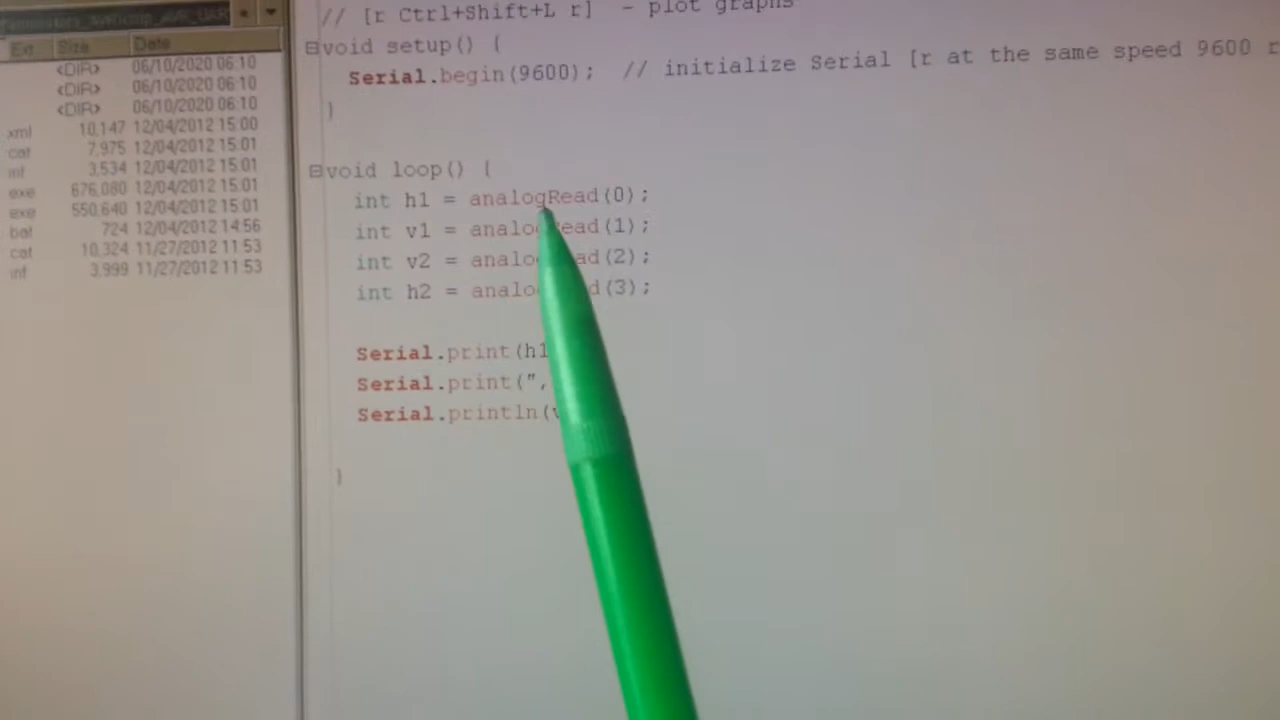 Ext Size Date
<DIR> 06/10/2020 06:10
<DIR> 06/10/2020 06:10
<DIR> 06/10/2020 06:10
xml 10,147 12/04/2012 15:00
cat 7,975 12/04/2012 15:01
inf 3,534 12/04/2012 15:01
exe 676,080 12/04/2012 15:01
exe 550,640 12/04/2012 15:01
bat 724 12/04/2012 14:56
cat 10,324 11/27/2012 11:53
inf 3,999 11/27/2012 11:53
// [r Ctrl+Shift+L r] - plot graphs
void setup() {
Serial.begin(9600); // initialize Serial [r at the same speed 9600 r
}
void loop() {
int h1 = analogRead(0);
int v1 = analogRead(1);
int v2 = analo ad(2);
int h2 = analo d(3);
Serial.print(h1
Serial.print(",
Serial.println(v
}